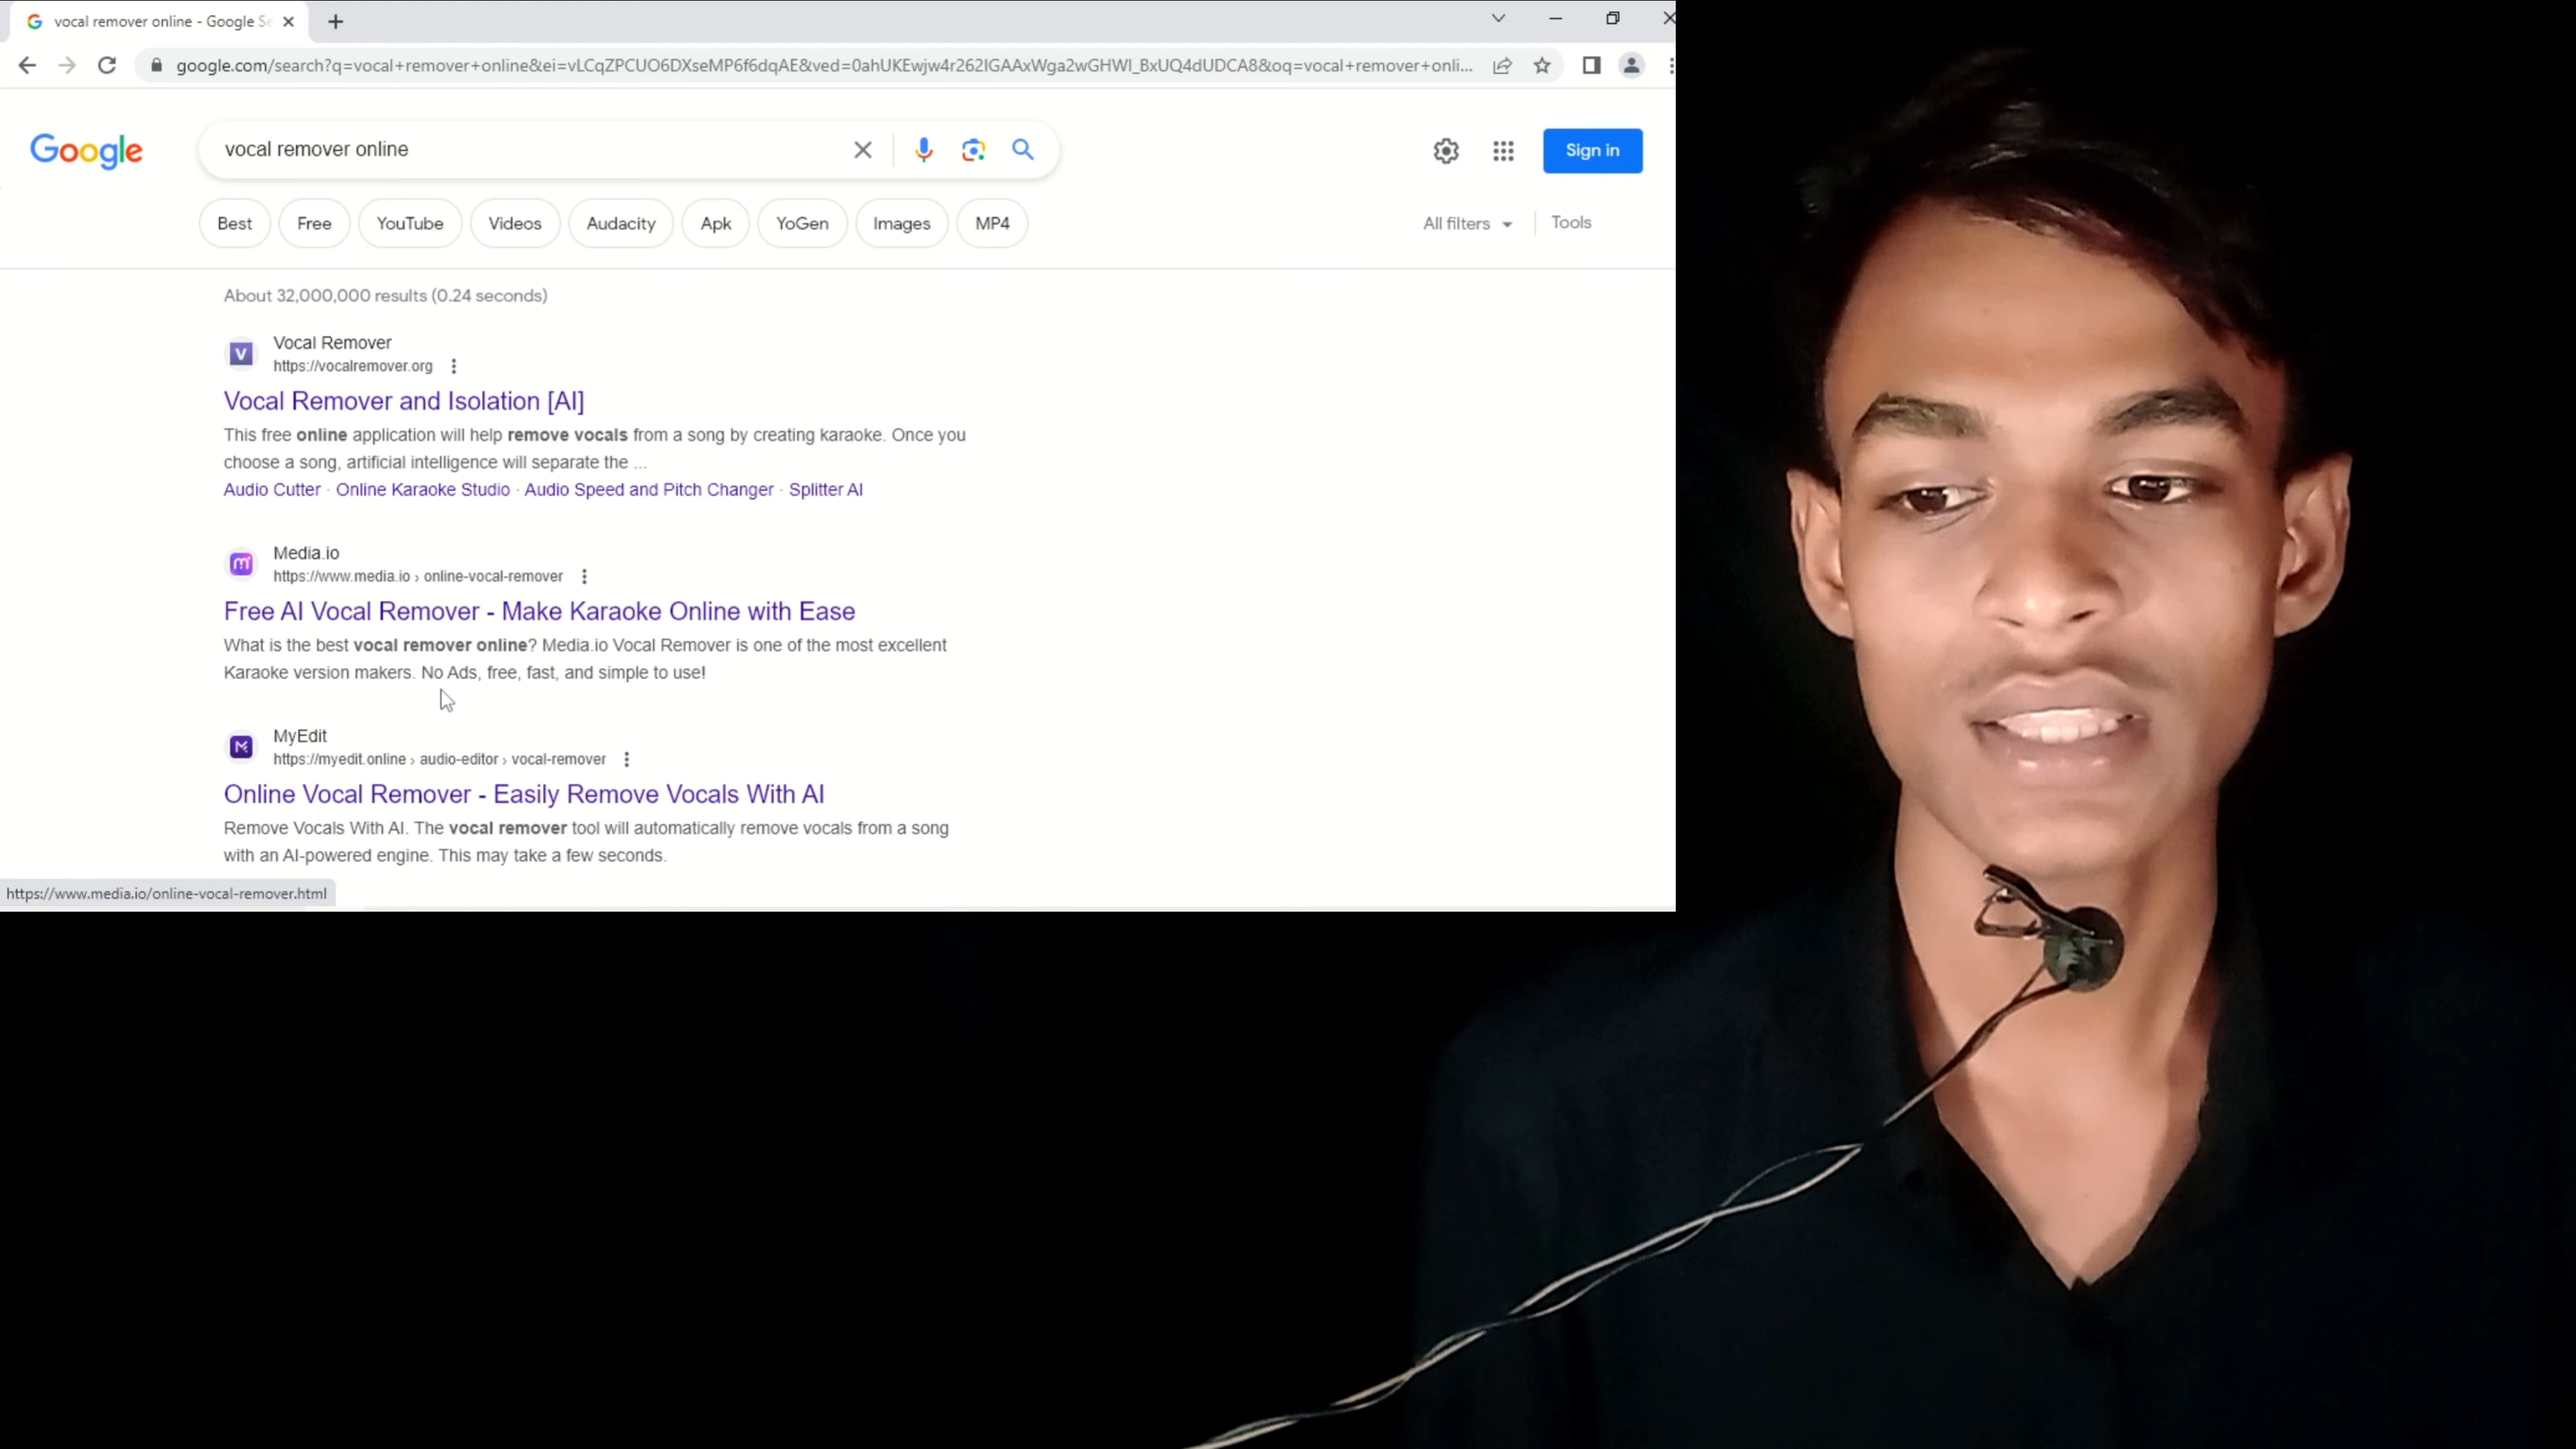 vocal remover online - Google Se
google.com/search?q=vocal+remover+online&ei=vLCqZPCUO6DXseMP6f6dqAE&ved=0ahUKEwjw4r262IGAAxWga2wGHWI_BxUQ4dUDCA8&oq=vocal+remover+onli...
Google
vocal remover online
Sign in
Best Free YouTube Videos Audacity Apk YoGen Images MP4
All filters Tools
About 32,000,000 results (0.24 seconds)
V
Vocal Remover
https://vocalremover.org
Vocal Remover and Isolation [AI]
This free online application will help remove vocals from a song by creating karaoke. Once you
choose a song, artificial intelligence will separate the ...
Audio Cutter · Online Karaoke Studio · Audio Speed and Pitch Changer · Splitter AI
m
Media.io
https://www.media.io › online-vocal-remover
Free AI Vocal Remover - Make Karaoke Online with Ease
What is the best vocal remover online? Media.io Vocal Remover is one of the most excellent
Karaoke version makers. No Ads, free, fast, and simple to use!
MyEdit
https://myedit.online › audio-editor › vocal-remover
Online Vocal Remover - Easily Remove Vocals With AI
Remove Vocals With AI. The vocal remover tool will automatically remove vocals from a song
with an AI-powered engine. This may take a few seconds.
https://www.media.io/online-vocal-remover.html